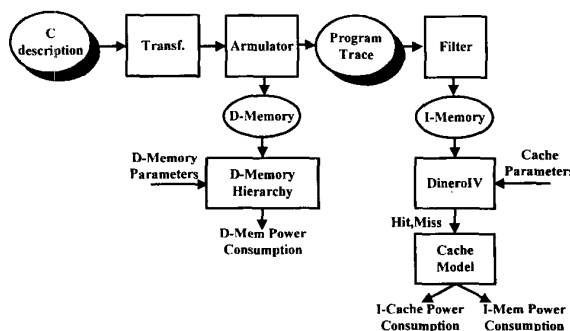 C
description
Transf.
Armulator
Program
Trace
Filter
D-Memory
I-Memory
D-Memory
Parameters
D-Memory
Hierarchy
DineroIV
Cache
Parameters
D-Mem Power
Consumption
Hit,Miss
Cache
Model
I-Cache Power
Consumption
I-Mem Power
Consumption